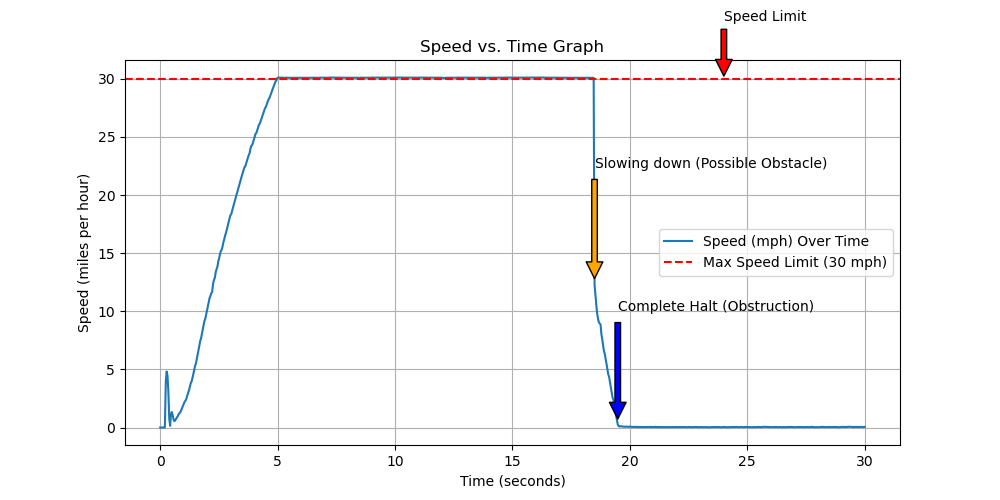 Speed Limit
Speed vs. Time Graph
30
25
20
15
10
5
0
Speed (miles per hour)
Slowing down (Possible Obstacle)
Speed (mph) Over Time
Max Speed Limit (30 mph)
Complete Halt (Obstruction)
0 5 10 15 20 25 30
Time (seconds)